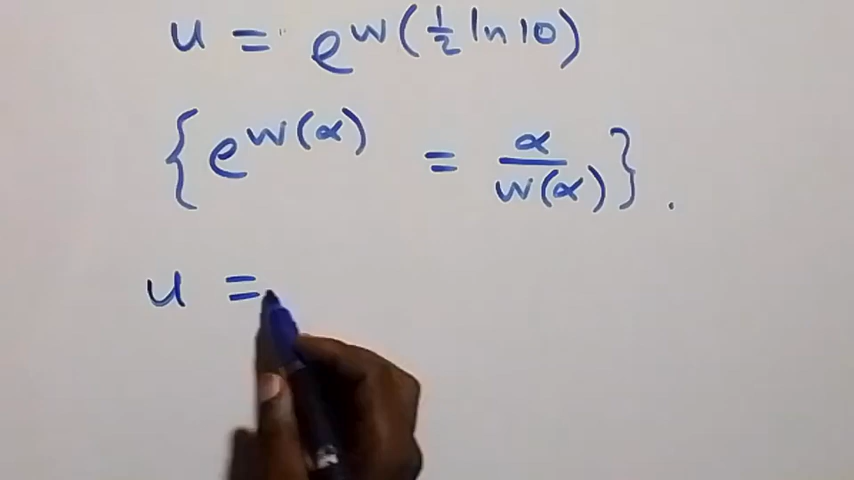 u = e^{W(½ ln 10)}
{e^{W(α)} = α/W(α)}.
u =